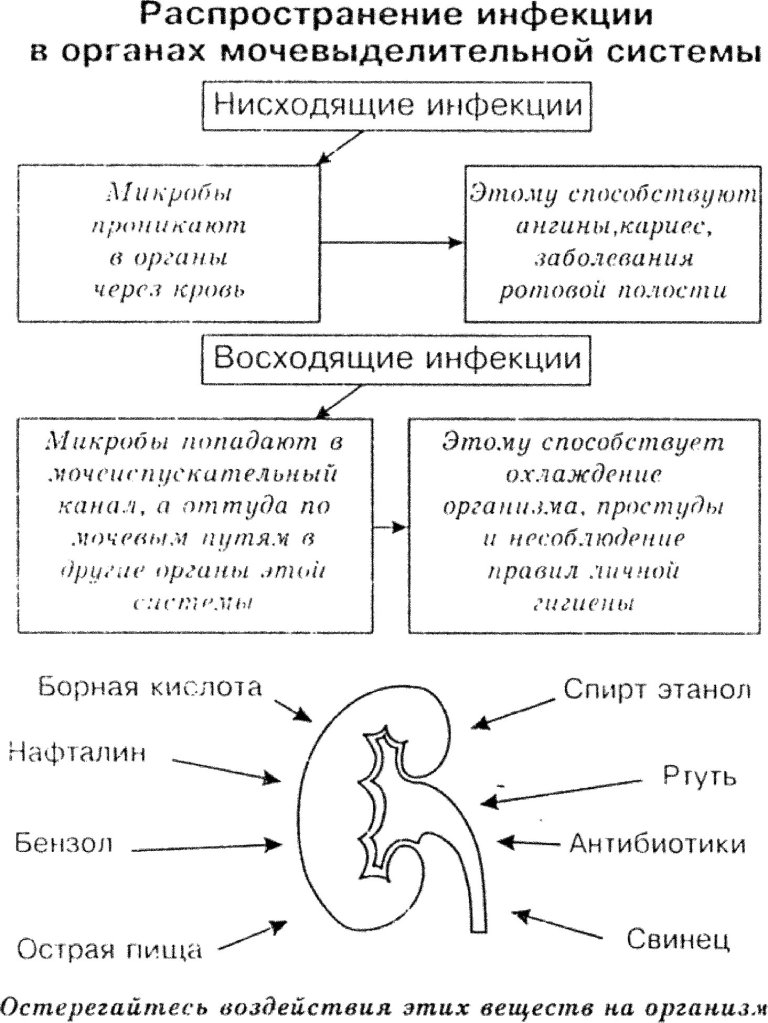 Распространение инфекции
в органах мочевыделительной системы
Нисходящие инфекции
Микробы
проникают
в органы
через кровь
Этому способствуют
ангины,кариес,
заболевания
ротовой полости
Восходящие инфекции
Микробы попадают в
мочеиспускательный
канал, а оттуда по
мочевым путям в
другие органы этой
системы
Этому способствует
охлаждение
организма, простуды
и несоблюдение
правил личной
гигиены
Борная кислота
Спирт этанол
Нафталин
Ртуть
Бензол
Антибиотики
Острая пища
Свинец
Остерегайтесь воздействия этих веществ на организм